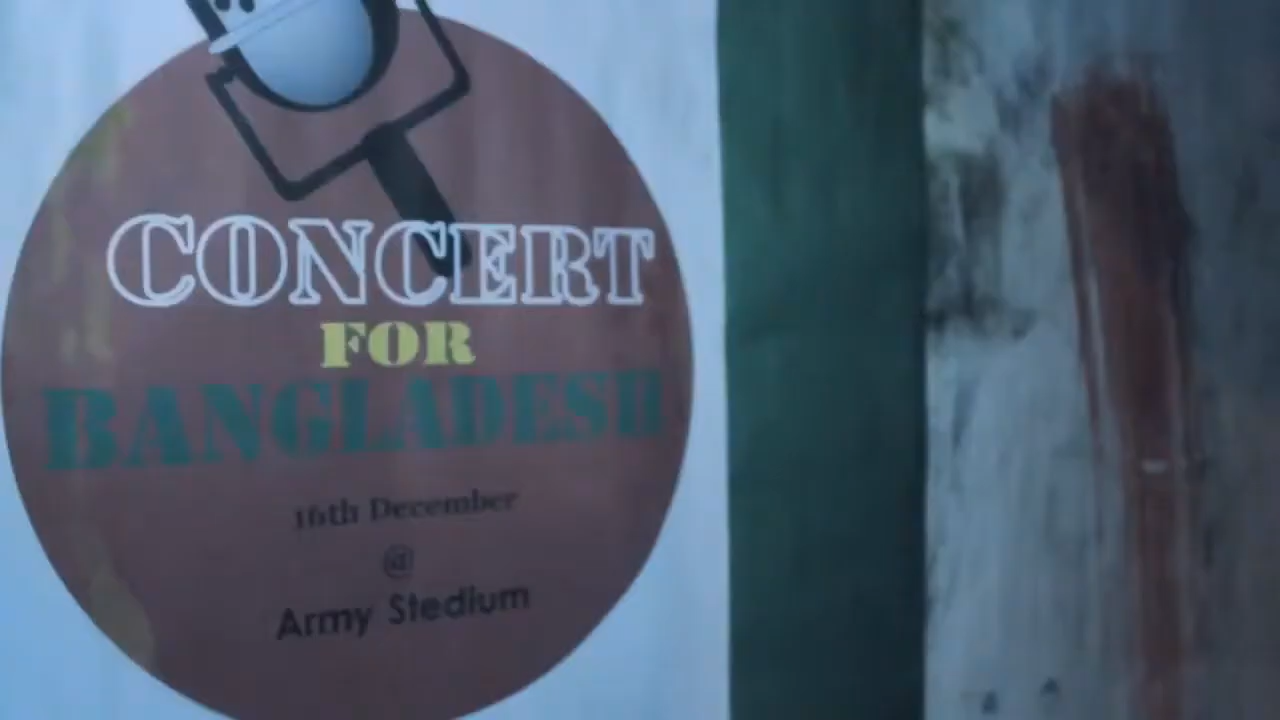 CONCERT
FOR
BANGLADESH
16th December
@
Army Stedium